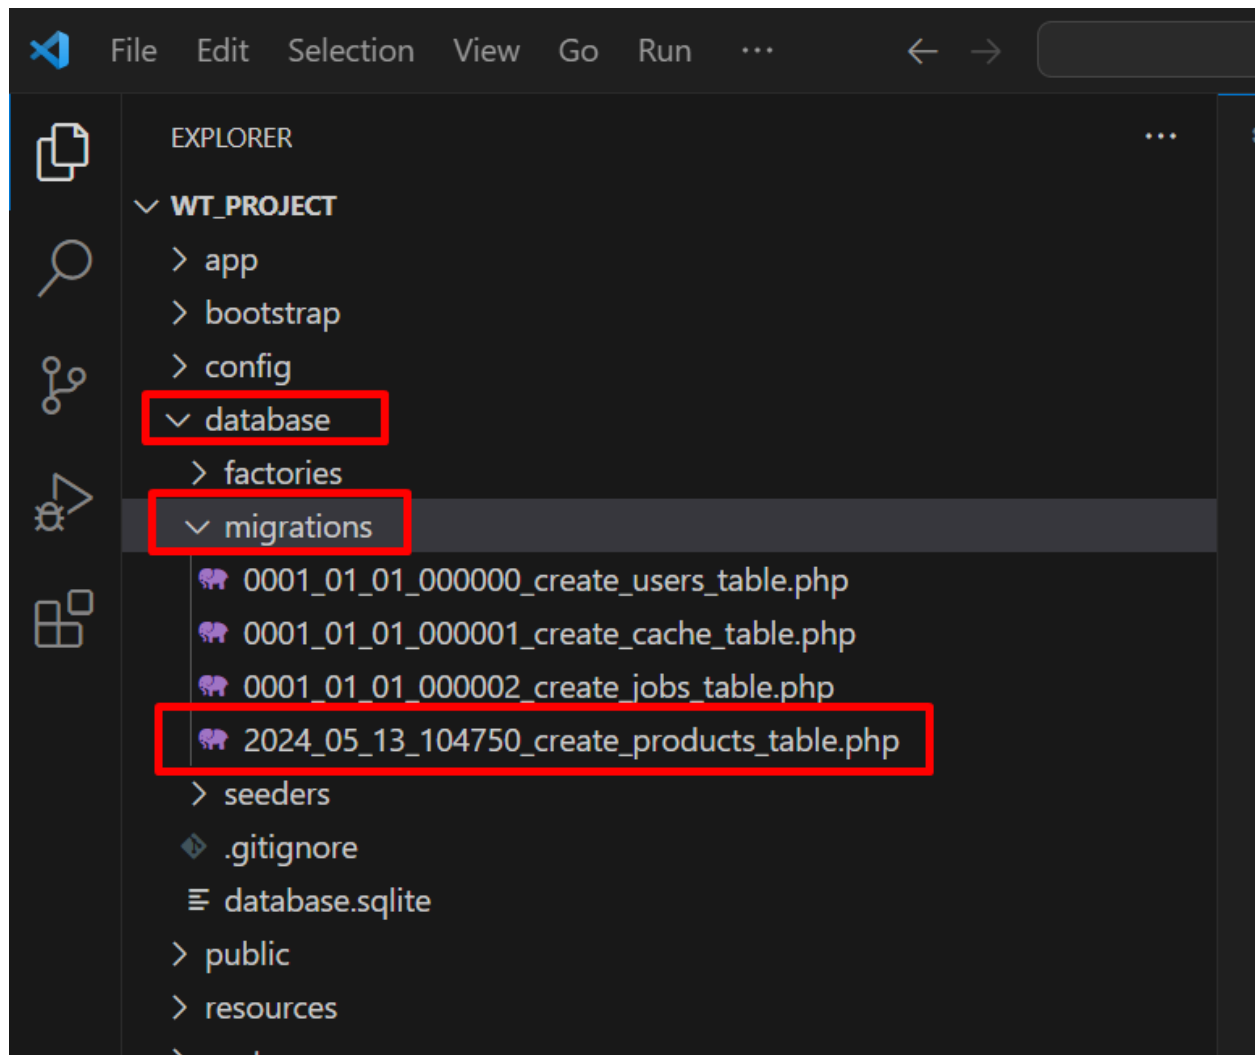 File Edit Selection View Go Run ...
EXPLORER ...
WT_PROJECT
app
bootstrap
config
database
factories
migrations
0001_01_01_000000_create_users_table.php
0001_01_01_000001_create_cache_table.php
0001_01_01_000002_create_jobs_table.php
2024_05_13_104750_create_products_table.php
seeders
.gitignore
database.sqlite
public
resources